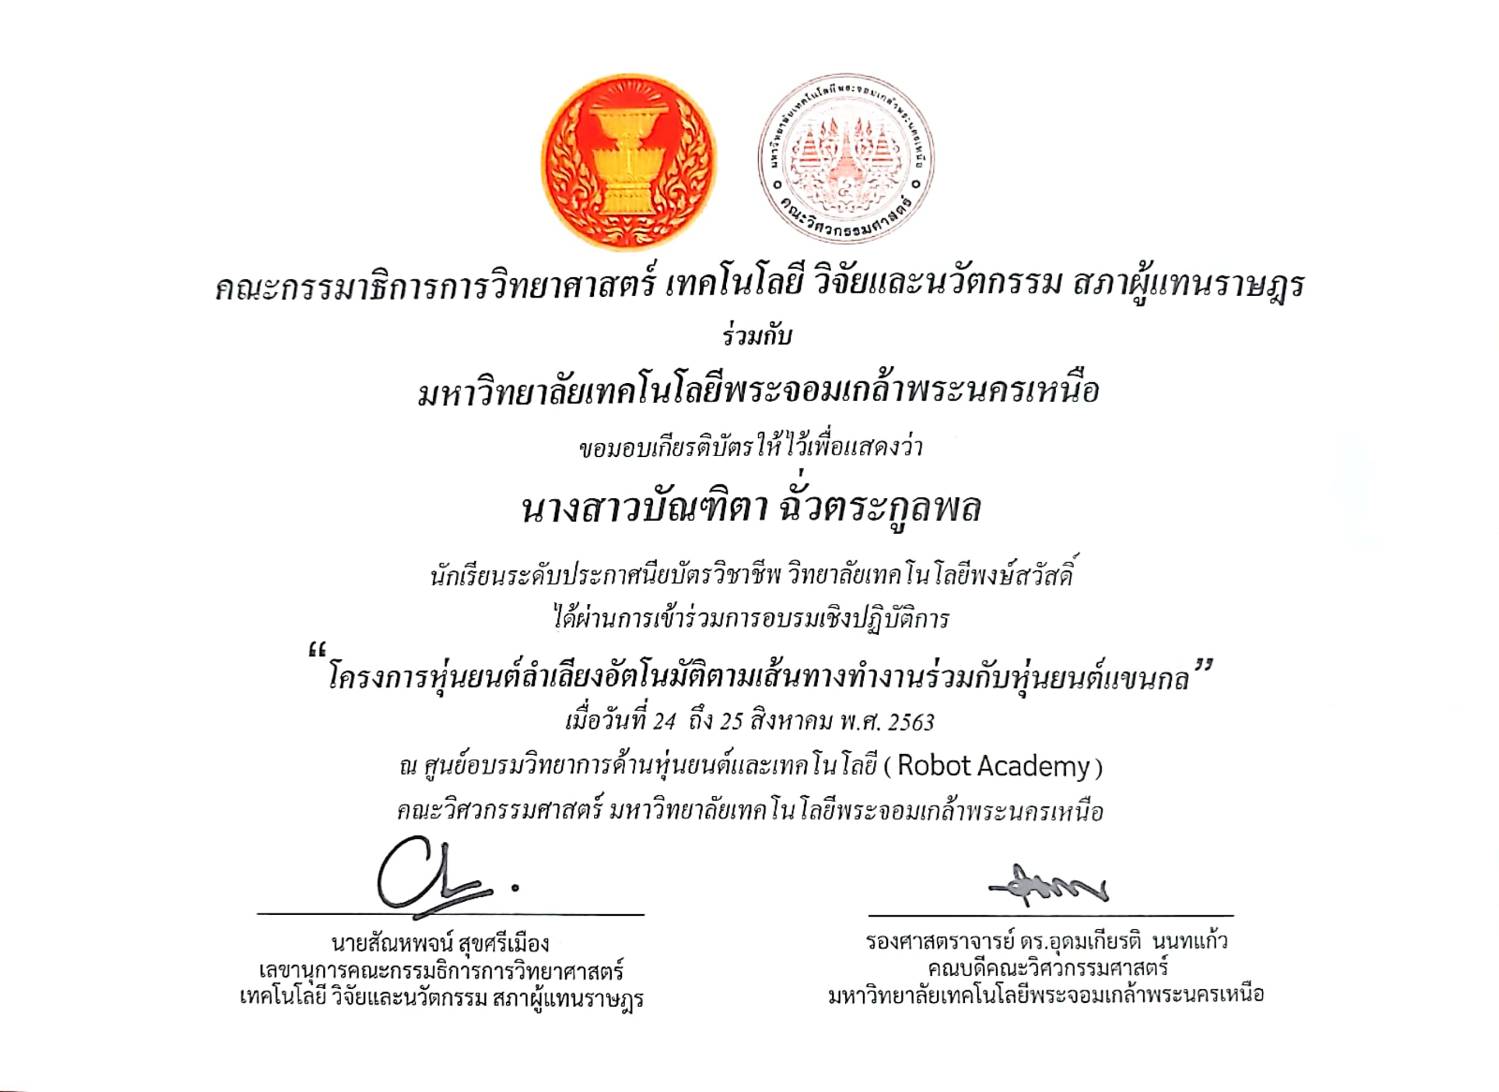 มหาวิทยาลัยเทคโนโลยีพระจอมเกล้าพระนครเหนือ
คณะวิศวกรรมศาสตร์
คณะกรรมาธิการการวิทยาศาสตร์ เทคโนโลยี วิจัยและนวัตกรรม สภาผู้แทนราษฎร
ร่วมกับ
มหาวิทยาลัยเทคโนโลยีพระจอมเกล้าพระนครเหนือ
ขอมอบเกียรติบัตรให้ไว้เพื่อแสดงว่า
นางสาวบัณฑิตา ฉั่วตระกูลพล
นักเรียนระดับประกาศนียบัตรวิชาชีพ วิทยาลัยเทคโนโลยีพงษ์สวัสดิ์
ได้ผ่านการเข้าร่วมการอบรมเชิงปฏิบัติการ
“โครงการหุ่นยนต์ลำเลียงอัตโนมัติตามเส้นทางทำงานร่วมกับหุ่นยนต์แขนกล”
เมื่อวันที่ 24 ถึง 25 สิงหาคม พ.ศ. 2563
ณ ศูนย์อบรมวิทยาการด้านหุ่นยนต์และเทคโนโลยี ( Robot Academy )
คณะวิศวกรรมศาสตร์ มหาวิทยาลัยเทคโนโลยีพระจอมเกล้าพระนครเหนือ
นายสัณหพจน์ สุขศรีเมือง
เลขานุการคณะกรรมธิการการวิทยาศาสตร์
เทคโนโลยี วิจัยและนวัตกรรม สภาผู้แทนราษฎร
รองศาสตราจารย์ ดร.อุดมเกียรติ นนทแก้ว
คณบดีคณะวิศวกรรมศาสตร์
มหาวิทยาลัยเทคโนโลยีพระจอมเกล้าพระนครเหนือ